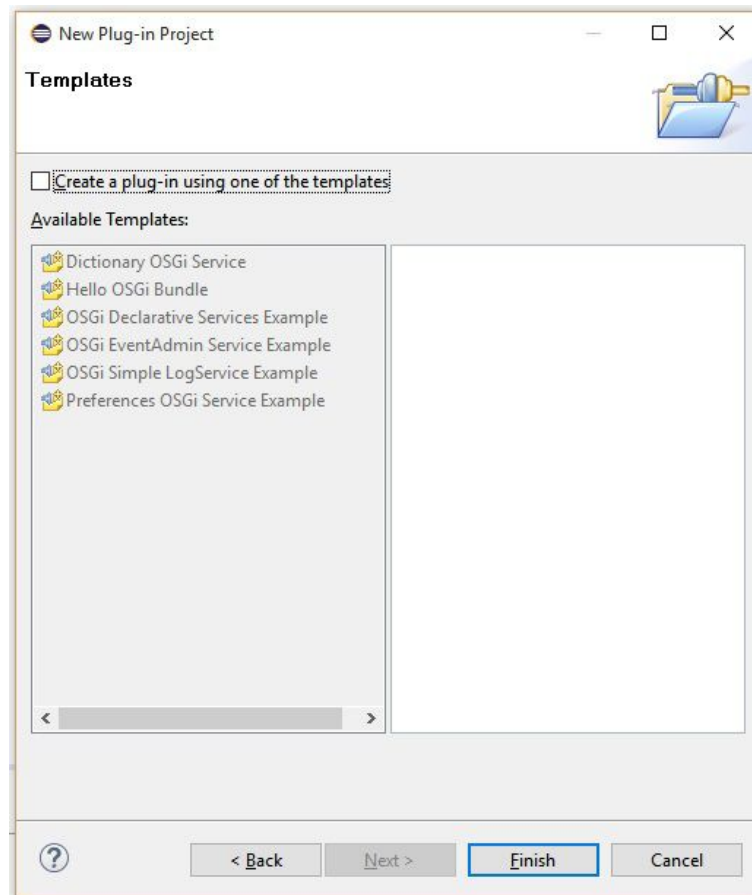 New Plug-in Project
Templates
Create a plug-in using one of the templates
Available Templates:
Dictionary OSGi Service
Hello OSGi Bundle
OSGi Declarative Services Example
OSGi EventAdmin Service Example
OSGi Simple LogService Example
Preferences OSGi Service Example
? < Back Next > Finish Cancel